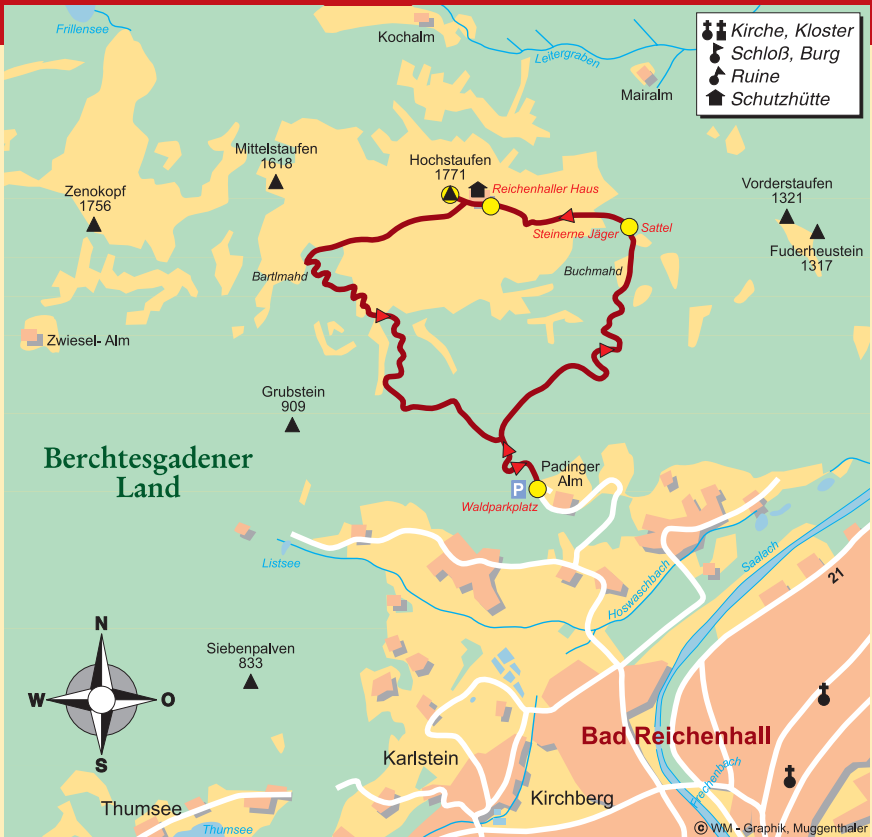 Frillensee
Kochalm
Leitergraben
Mairalm
Kirche, Kloster
Schloß, Burg
Ruine
Schutzhütte
Mittelstaufen
1618
Hochstaufen
1771
Reichenhaller Haus
Zenokopf
1756
Vorderstaufen
1321
Steinerne Jäger
Sattel
Fuderheustein
1317
Bartlmahd
Buchmahd
Zwiesel- Alm
Grubstein
909
Berchtesgadener
Land
Padinger
Alm
P
Waldparkplatz
Listsee
Hoswaschbach
Saalach
21
N
W
O
S
Siebenpalven
833
Bad Reichenhall
Karlstein
Kirchberg
Frechenbach
Thumsee
Thumsee
© WM - Graphik, Muggenthaler